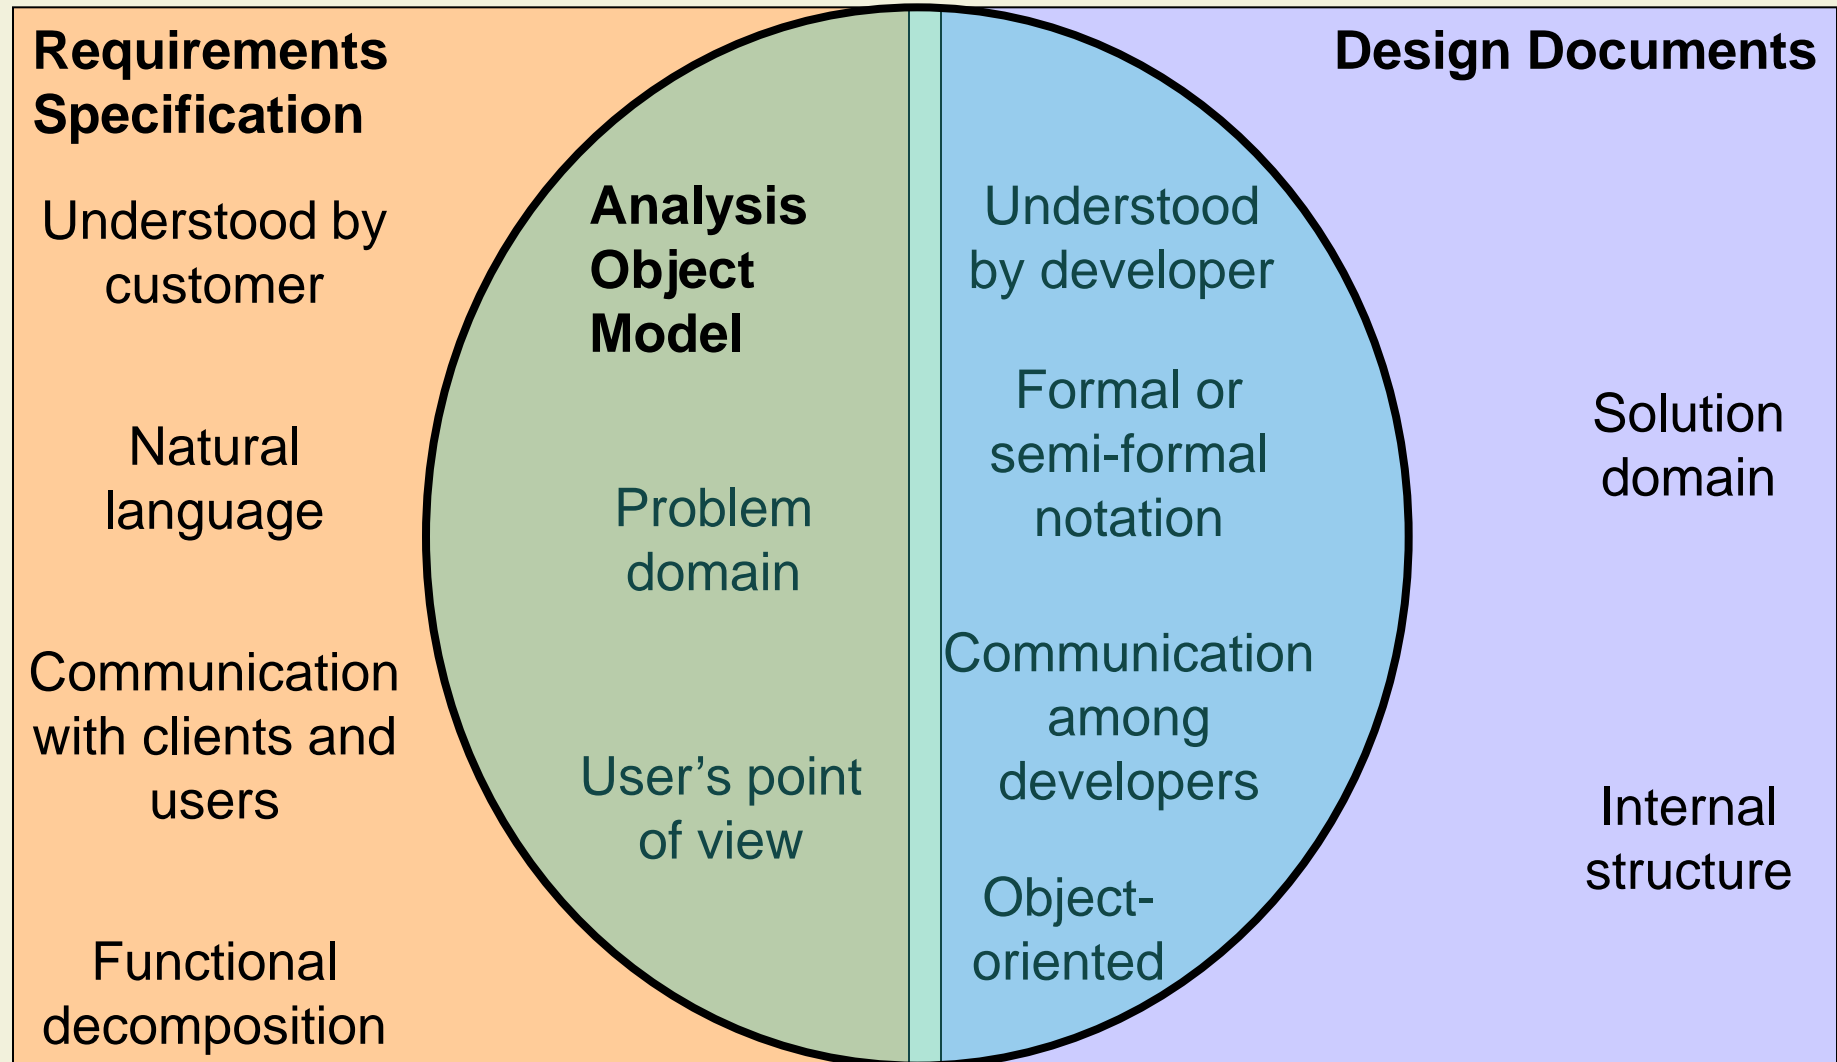 Requirements
Specification
Understood by
customer
Natural
language
Communication
with clients and
users
Functional
decomposition
Analysis
Object
Model
Problem
domain
User’s point
of view
Understood
by developer
Formal or
semi-formal
notation
Communication
among
developers
Object-
oriented
Design Documents
Solution
domain
Internal
structure